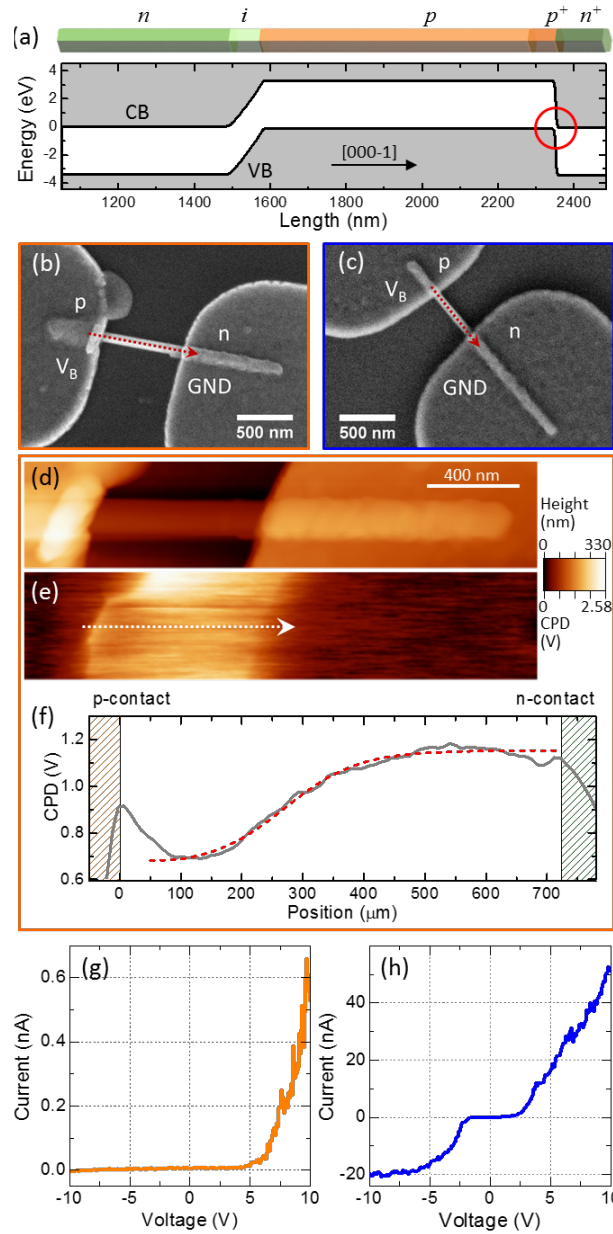 n i p p+ n+
(a)
4
2
0
-2
-4
Energy (eV)
CB
VB
[000-1]
1200 1400 1600 1800 2000 2200 2400
Length (nm)
(b)
p
n
VB
GND
500 nm
(c)
p
VB
n
GND
500 nm
(d)
400 nm
Height
(nm)
0 330
0 2.58
CPD
(V)
(e)
p-contact n-contact
(f)
1.2
1.0
0.8
0.6
CPD (V)
0 100 200 300 400 500 600 700
Position (μm)
(g)
0.6
0.4
0.2
0.0
Current (nA)
-10 -5 0 5 10
Voltage (V)
(h)
40
20
0
-20
Current (nA)
-10 -5 0 5 10
Voltage (V)